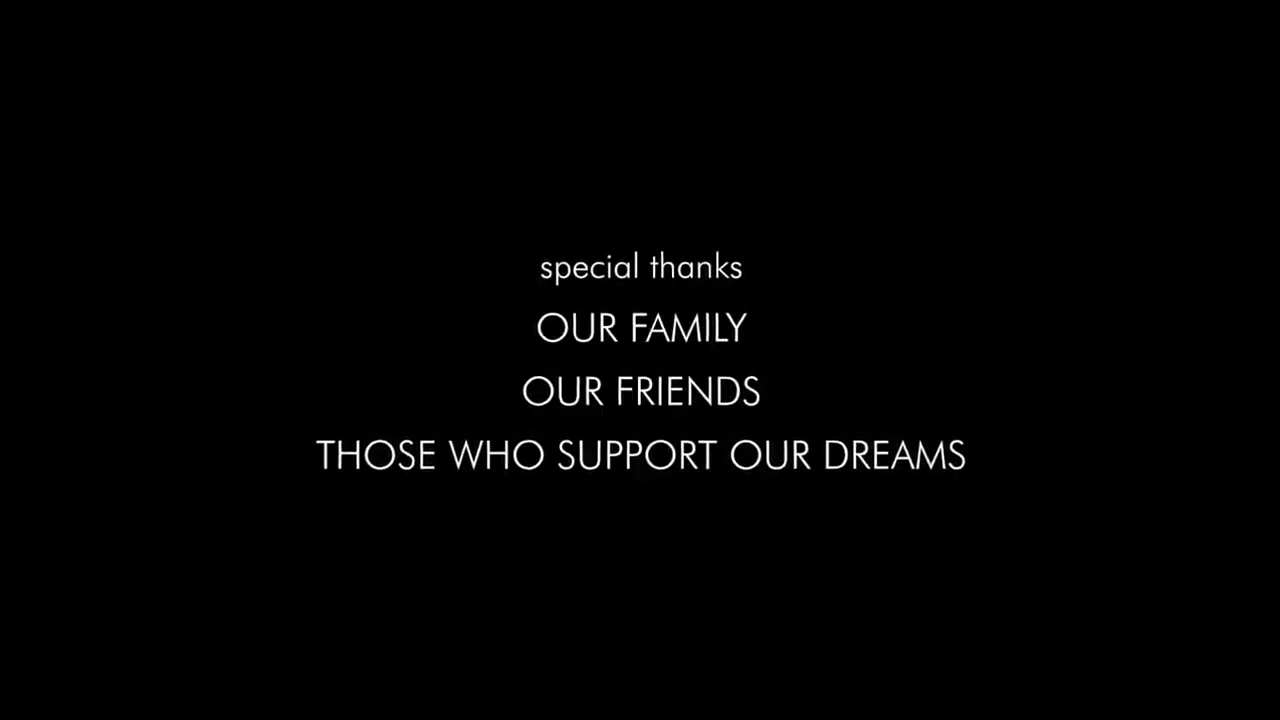 special thanks
OUR FAMILY
OUR FRIENDS
THOSE WHO SUPPORT OUR DREAMS